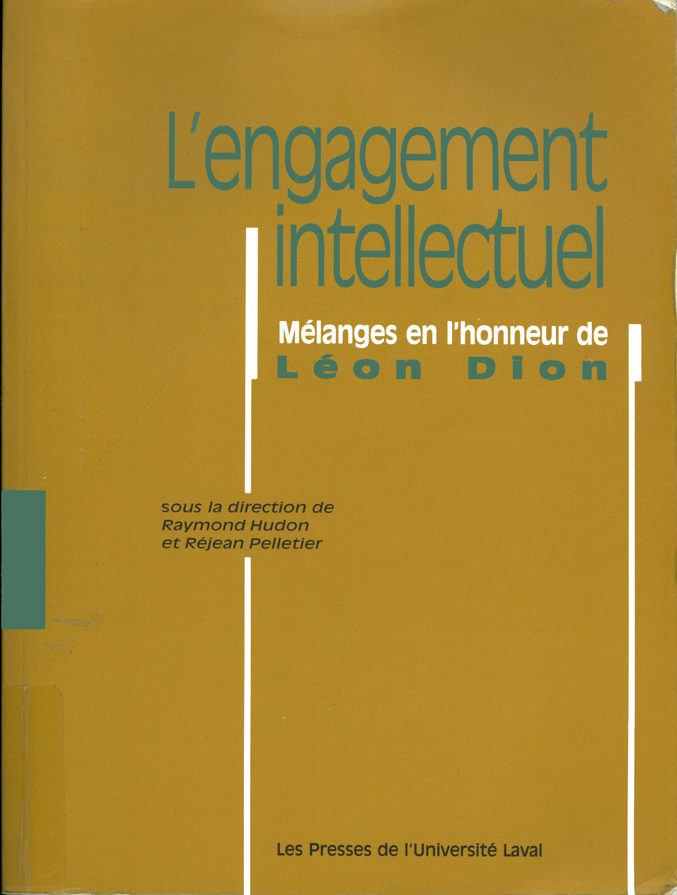 L'engagement
intellectuel
Mélanges en l'honneur de
Léon Dion
sous la direction de
Raymond Hudon
et Réjean Pelletier
Les Presses de l'Université Laval